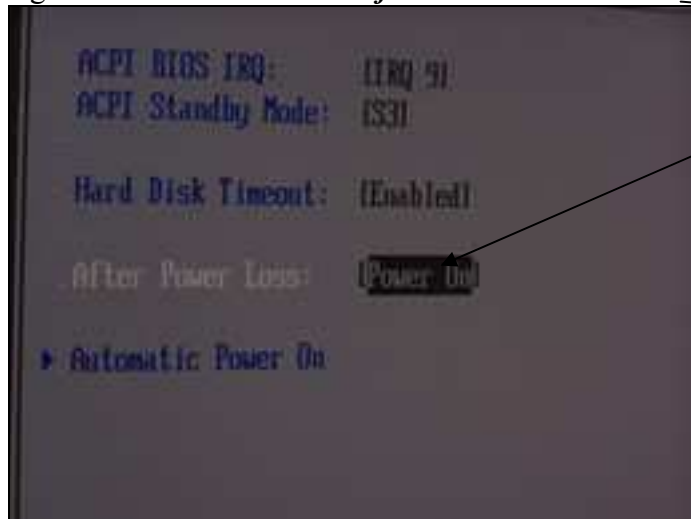 ACPI BIOS IRQ: [IRQ 9]
ACPI Standby Mode: [S3]
Hard Disk Timeout: [Enabled]
After Power Loss: [Power On]
Automatic Power On